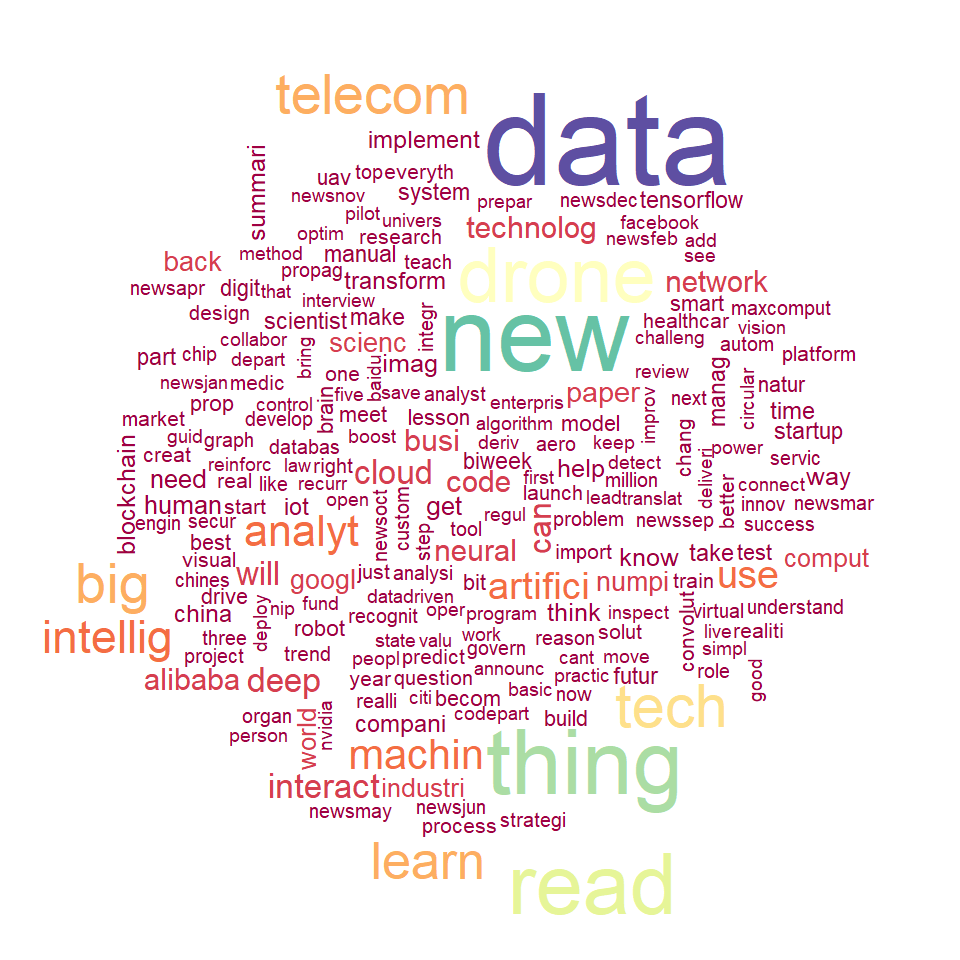 telecom
data
implement
summari
uav
top
everyth
newsnov
system
prepar
newsdec
tensorflow
pilot
univers
technolog
facebook
optim
research
newsfeb
add
method
manual
teach
see
back
propag
drone
network
newsapr
digit
that
transform
smart
maxcomput
interview
design
scientist
make
integr
new
healthcar
vision
collabor
scienc
challeng
autom
part
chip
depart
bring
imag
platform
newsjan
medic
one
baidu
review
manag
circular
natur
prop
control
brain
five
save
analyst
enterpris
paper
improv
next
market
develop
meet
lesson
algorithm
model
time
guid
graph
databas
boost
busi
deriv
aero
keep
chang
power
startup
creat
blockchain
reinforc
law
right
biweek
help
detect
servic
need
real
like
recurr
cloud
code
first
million
deliveri
better
connect
way
human
start
iot
open
custom
get
launch
lead
translat
innov
newsmar
engin
secur
newsoct
regul
can
problem
newssep
success
best
analyt
step
tool
visual
neural
import
know
take
test
comput
big
chines
will
googl
just
analysi
bit
artifici
numpi
train
use
drive
nip
fund
datadriven
china
deploy
recognit
oper
program
think
inspect
convolut
virtual
understand
intellig
three
robot
state
valu
work
reason
solut
live
realiti
project
trend
peopl
predict
govern
cant
move
simpl
alibaba
deep
year
question
announc
practic
futur
role
good
realli
citi
becom
basic
now
tech
organ
world
nvidia
compani
codepart
build
person
machin
thing
interact
industri
newsmay
newsjun
process
strategi
learn
read